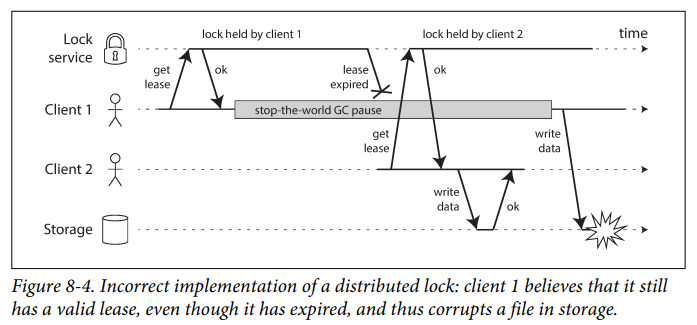 lock held by client 1
lock held by client 2
time
Lock
service
get
lease
ok
lease
expired
ok
Client 1
stop-the-world GC pause
get
lease
write
data
Client 2
write
data
ok
Storage
Figure 8-4. Incorrect implementation of a distributed lock: client 1 believes that it still
has a valid lease, even though it has expired, and thus corrupts a file in storage.